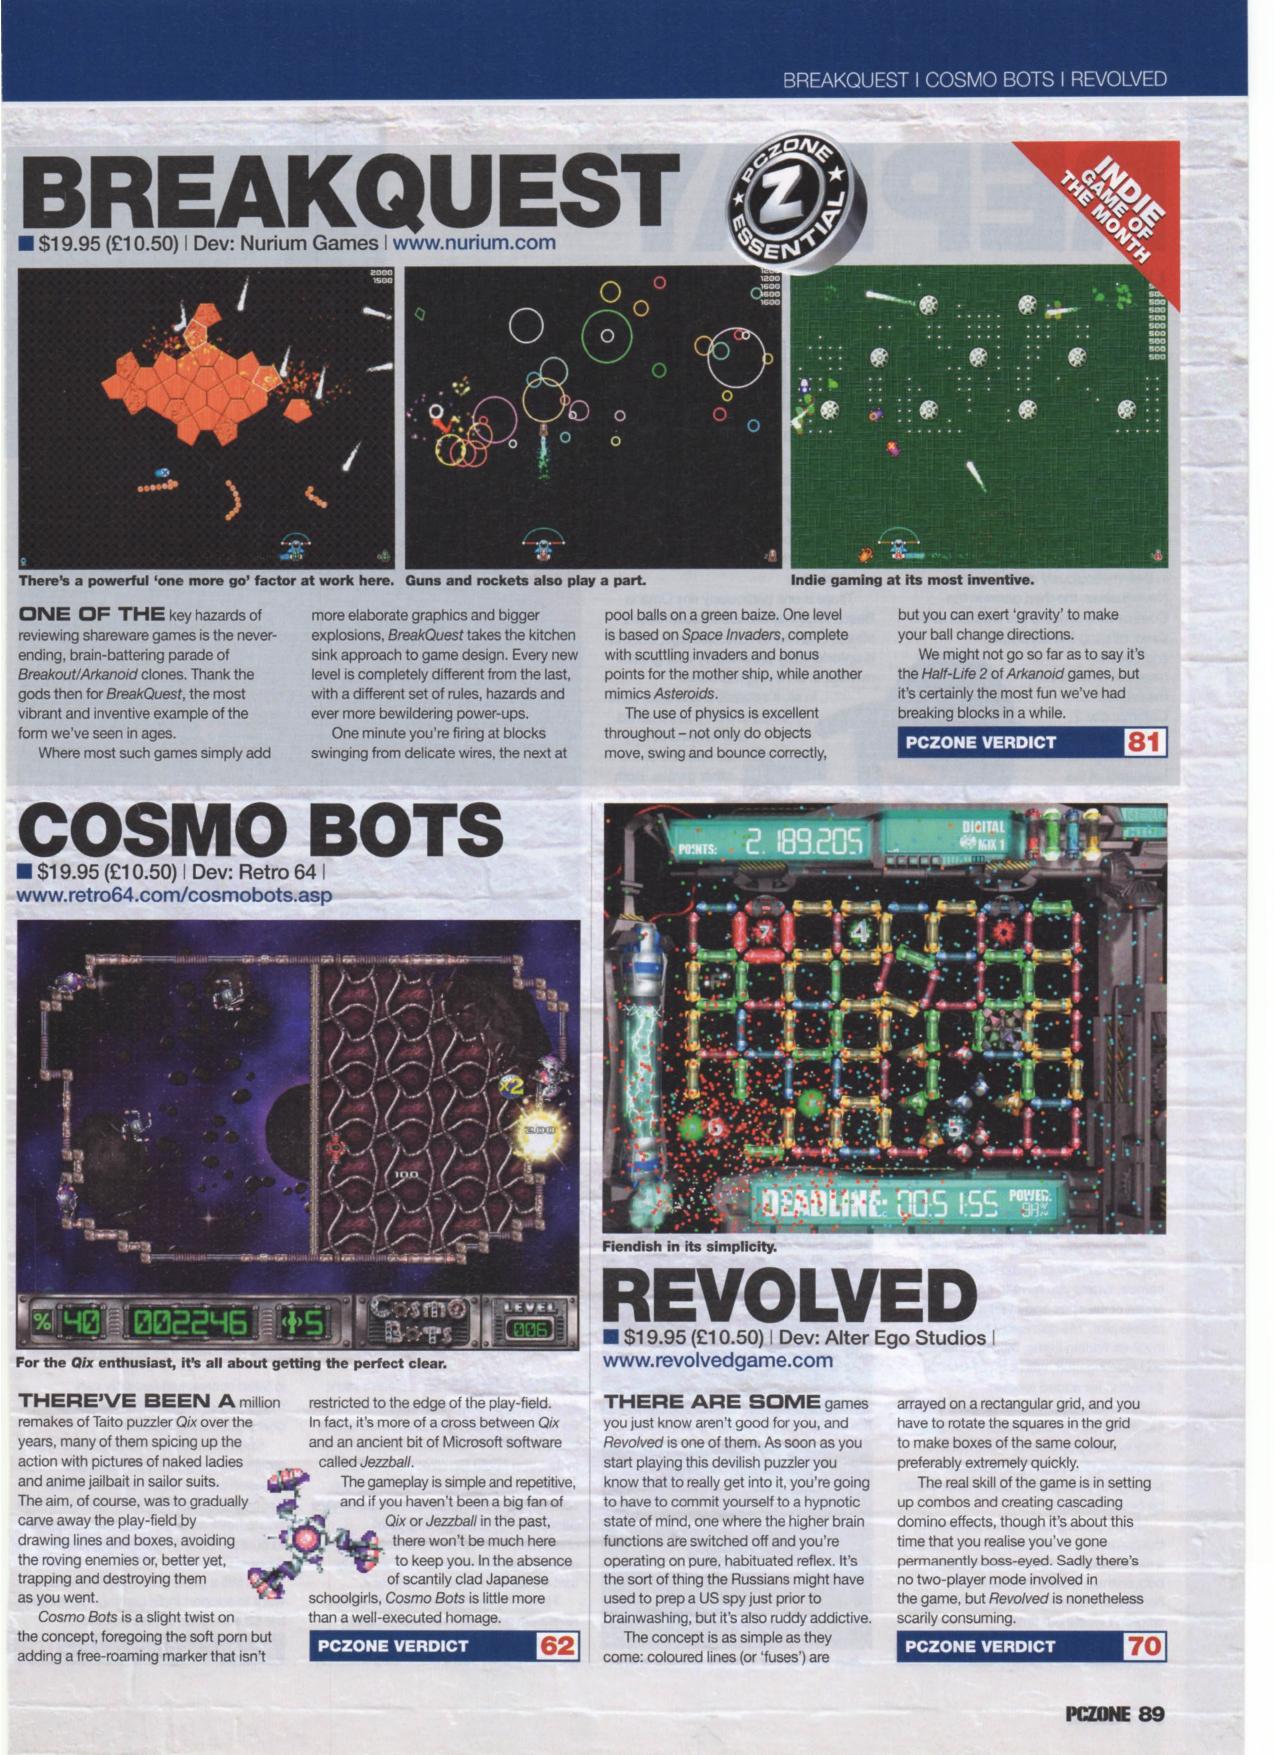 BREAKQUEST I COSMO BOTS I REVOLVED
BREAKQUEST
PCZONE
Z
ESSENTIAL
INDIE
GAME OF
THE MONTH
$19.95 (£10.50) | Dev: Nurium Games | www.nurium.com
2000
1500
1200
1600
1600
500
500
500
500
500
500
500
There's a powerful 'one more go' factor at work here.
Guns and rockets also play a part.
Indie gaming at its most inventive.
ONE OF THE key hazards of
reviewing shareware games is the never-
ending, brain-battering parade of
Breakout/Arkanoid clones. Thank the
gods then for BreakQuest, the most
vibrant and inventive example of the
form we've seen in ages.
Where most such games simply add
more elaborate graphics and bigger
explosions, BreakQuest takes the kitchen
sink approach to game design. Every new
level is completely different from the last,
with a different set of rules, hazards and
ever more bewildering power-ups.
One minute you're firing at blocks
swinging from delicate wires, the next at
pool balls on a green baize. One level
is based on Space Invaders, complete
with scuttling invaders and bonus
points for the mother ship, while another
mimics Asteroids.
The use of physics is excellent
throughout – not only do objects
move, swing and bounce correctly,
but you can exert 'gravity' to make
your ball change directions.
We might not go so far as to say it's
the Half-Life 2 of Arkanoid games, but
it's certainly the most fun we've had
breaking blocks in a while.
PCZONE VERDICT 81
COSMO BOTS
$19.95 (£10.50) | Dev: Retro 64 |
www.retro64.com/cosmobots.asp
x2
200
100
% 40 002246 5 Cosmo Bots LEVEL 006
For the Qix enthusiast, it's all about getting the perfect clear.
THERE'VE BEEN A million
remakes of Taito puzzler Qix over the
years, many of them spicing up the
action with pictures of naked ladies
and anime jailbait in sailor suits.
The aim, of course, was to gradually
carve away the play-field by
drawing lines and boxes, avoiding
the roving enemies or, better yet,
trapping and destroying them
as you went.
Cosmo Bots is a slight twist on
the concept, foregoing the soft porn but
adding a free-roaming marker that isn't
restricted to the edge of the play-field.
In fact, it's more of a cross between Qix
and an ancient bit of Microsoft software
called Jezzball.
The gameplay is simple and repetitive,
and if you haven't been a big fan of
Qix or Jezzball in the past,
there won't be much here
to keep you. In the absence
of scantily clad Japanese
schoolgirls, Cosmo Bots is little more
than a well-executed homage.
PCZONE VERDICT 62
POINTS: 2.189.205 DIGITAL
MIX 1
7
4
6
5
DEADLINE: 00:51:55 POWER:
Fiendish in its simplicity.
REVOLVED
$19.95 (£10.50) | Dev: Alter Ego Studios |
www.revolvedgame.com
THERE ARE SOME games
you just know aren't good for you, and
Revolved is one of them. As soon as you
start playing this devilish puzzler you
know that to really get into it, you're going
to have to commit yourself to a hypnotic
state of mind, one where the higher brain
functions are switched off and you're
operating on pure, habituated reflex. It's
the sort of thing the Russians might have
used to prep a US spy just prior to
brainwashing, but it's also ruddy addictive.
The concept is as simple as they
come: coloured lines (or 'fuses') are
arrayed on a rectangular grid, and you
have to rotate the squares in the grid
to make boxes of the same colour,
preferably extremely quickly.
The real skill of the game is in setting
up combos and creating cascading
domino effects, though it's about this
time that you realise you've gone
permanently boss-eyed. Sadly there's
no two-player mode involved in
the game, but Revolved is nonetheless
scarily consuming.
PCZONE VERDICT 70
PCZONE 89